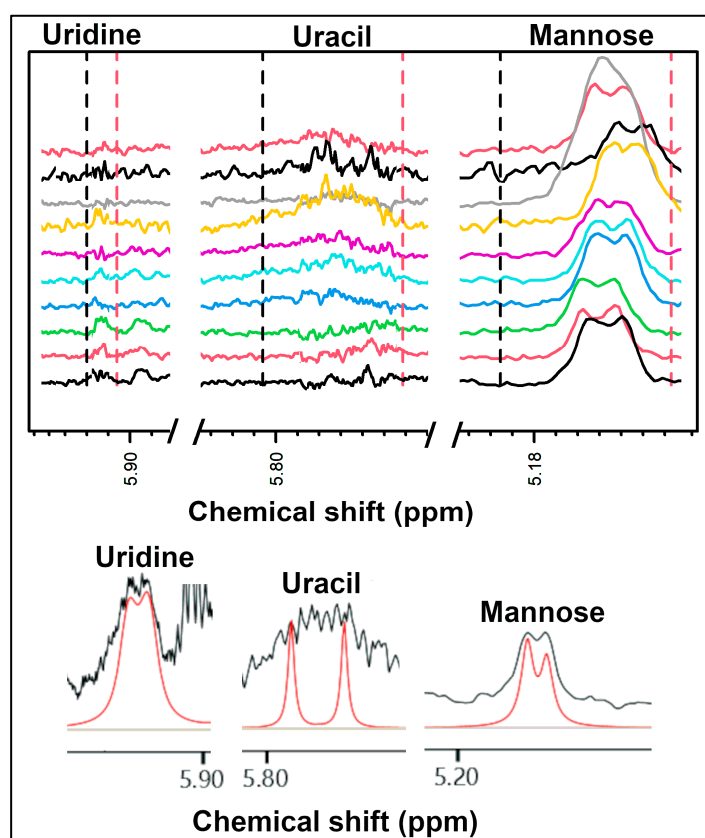 Uridine Uracil Mannose
5.90 5.80 5.18
Chemical shift (ppm)
Uridine Uracil Mannose
5.90 5.80 5.20
Chemical shift (ppm)